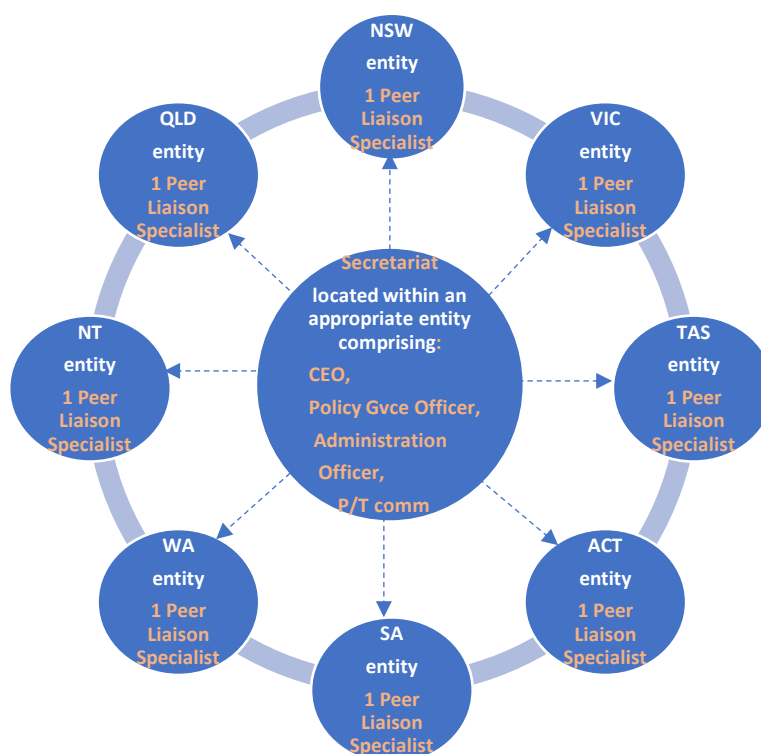 NSW
entity
1 Peer
Liaison
Specialist
QLD
entity
1 Peer
Liaison
Specialist
VIC
entity
1 Peer
Liaison
Specialist
Secretariat
located within an
appropriate entity
comprising:
CEO,
Policy Gvce Officer,
Administration
Officer,
P/T comm
NT
entity
1 Peer
Liaison
Specialist
TAS
entity
1 Peer
Liaison
Specialist
WA
entity
1 Peer
Liaison
Specialist
ACT
entity
1 Peer
Liaison
Specialist
SA
entity
1 Peer
Liaison
Specialist